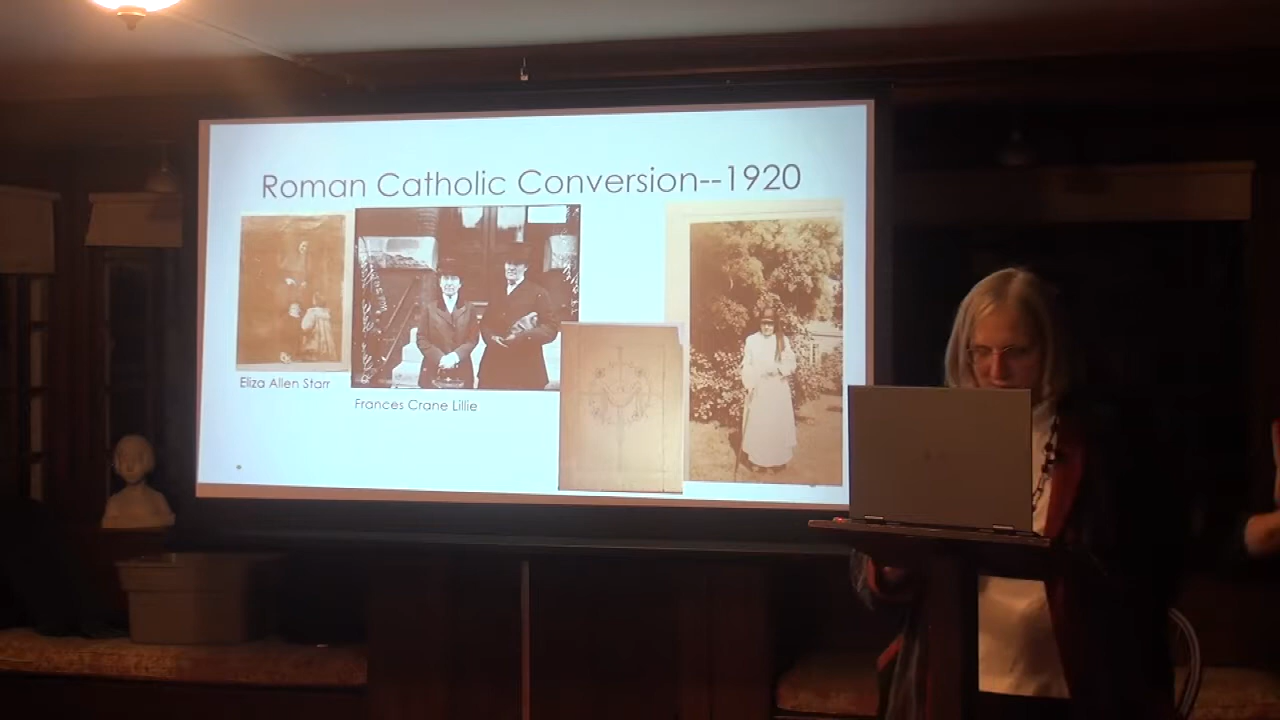 Roman Catholic Conversion--1920
Eliza Allen Starr
Frances Crane Lillie